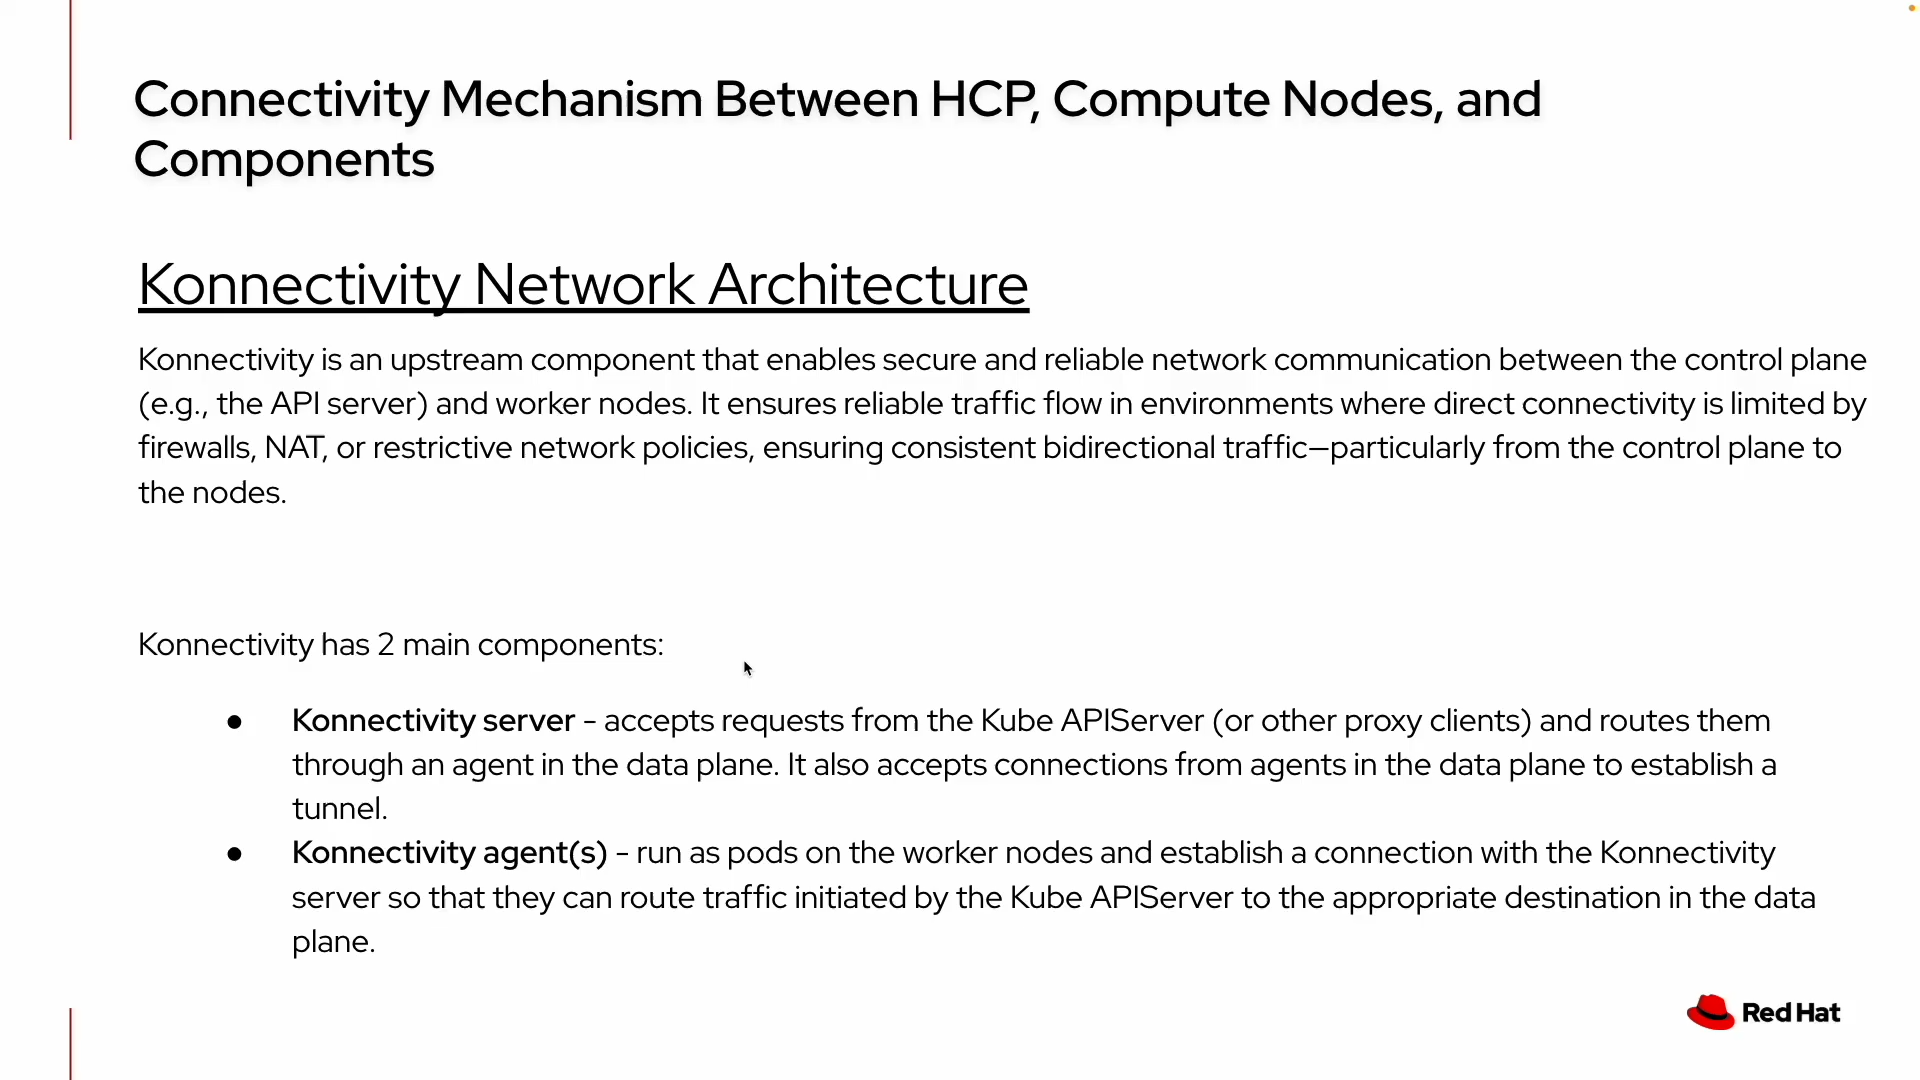 Connectivity Mechanism Between HCP, Compute Nodes, and
Components
Konnectivity Network Architecture
Konnectivity is an upstream component that enables secure and reliable network communication between the control plane
(e.g., the API server) and worker nodes. It ensures reliable traffic flow in environments where direct connectivity is limited by
firewalls, NAT, or restrictive network policies, ensuring consistent bidirectional traffic—particularly from the control plane to
the nodes.
Konnectivity has 2 main components:
● Konnectivity server - accepts requests from the Kube APIServer (or other proxy clients) and routes them
through an agent in the data plane. It also accepts connections from agents in the data plane to establish a
tunnel.
● Konnectivity agent(s) - run as pods on the worker nodes and establish a connection with the Konnectivity
server so that they can route traffic initiated by the Kube APIServer to the appropriate destination in the data
plane.
Red Hat